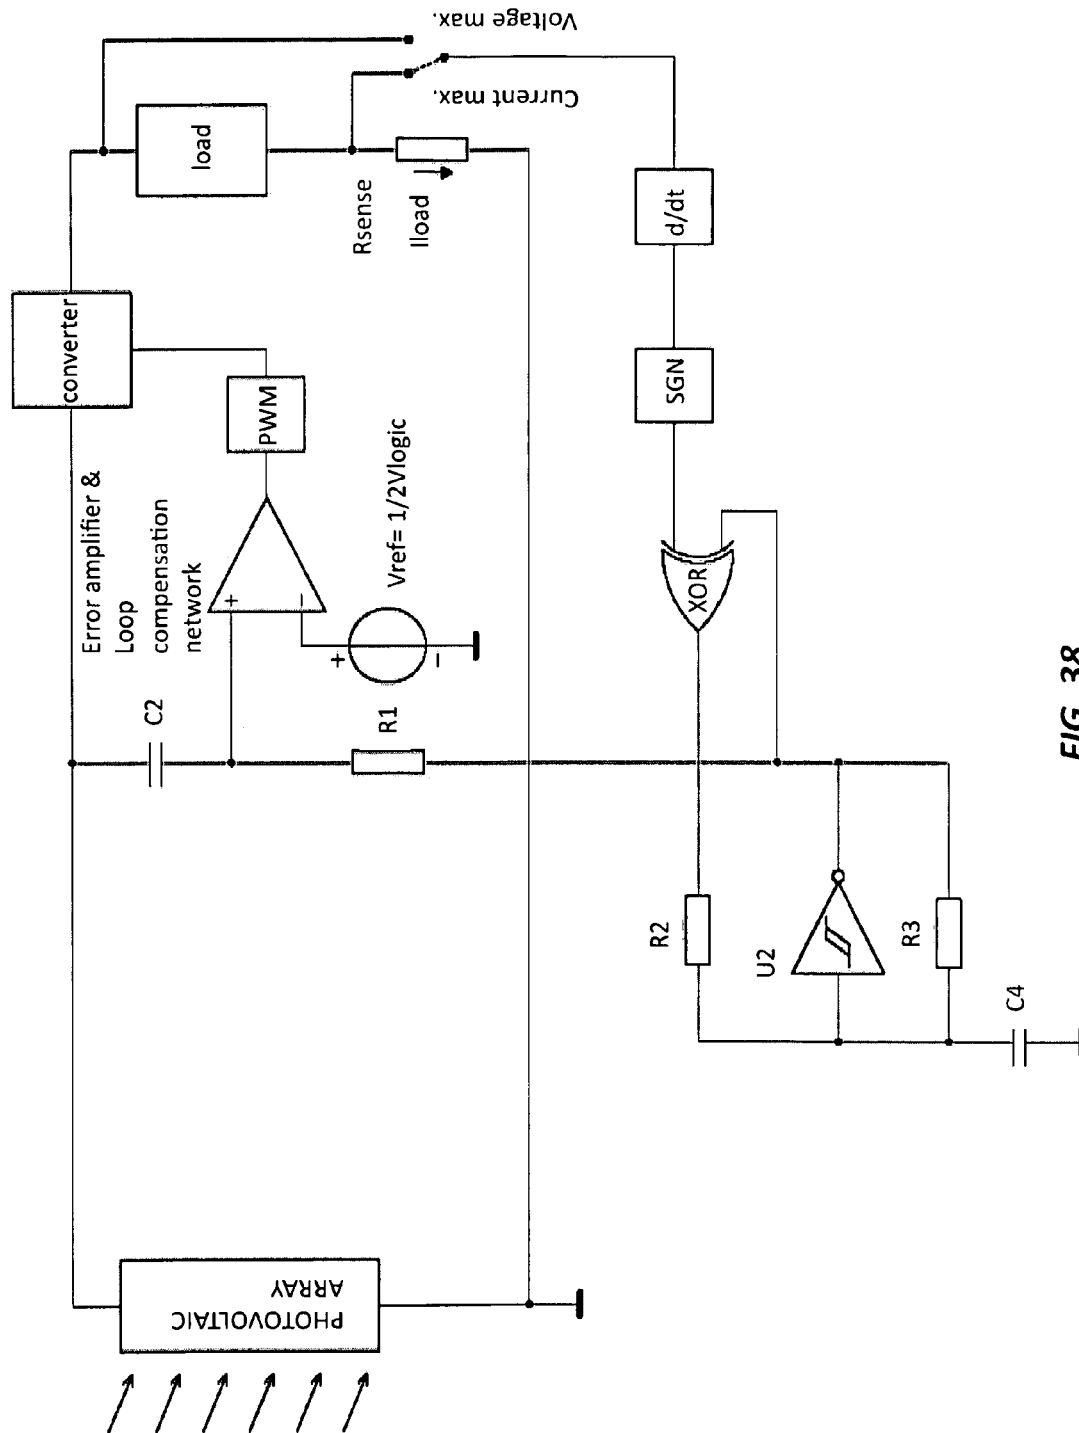 PHOTOVOLTAIC
ARRAY
C2
Error amplifier &
Loop
compensation
network
+
−
PWM
converter
load
Voltage max.
Current max.
Rsense
Iload
Vref= 1/2Vlogic
+
−
R1
R2
U2
R3
C4
XOR
SGN
d/dt
FIG. 38